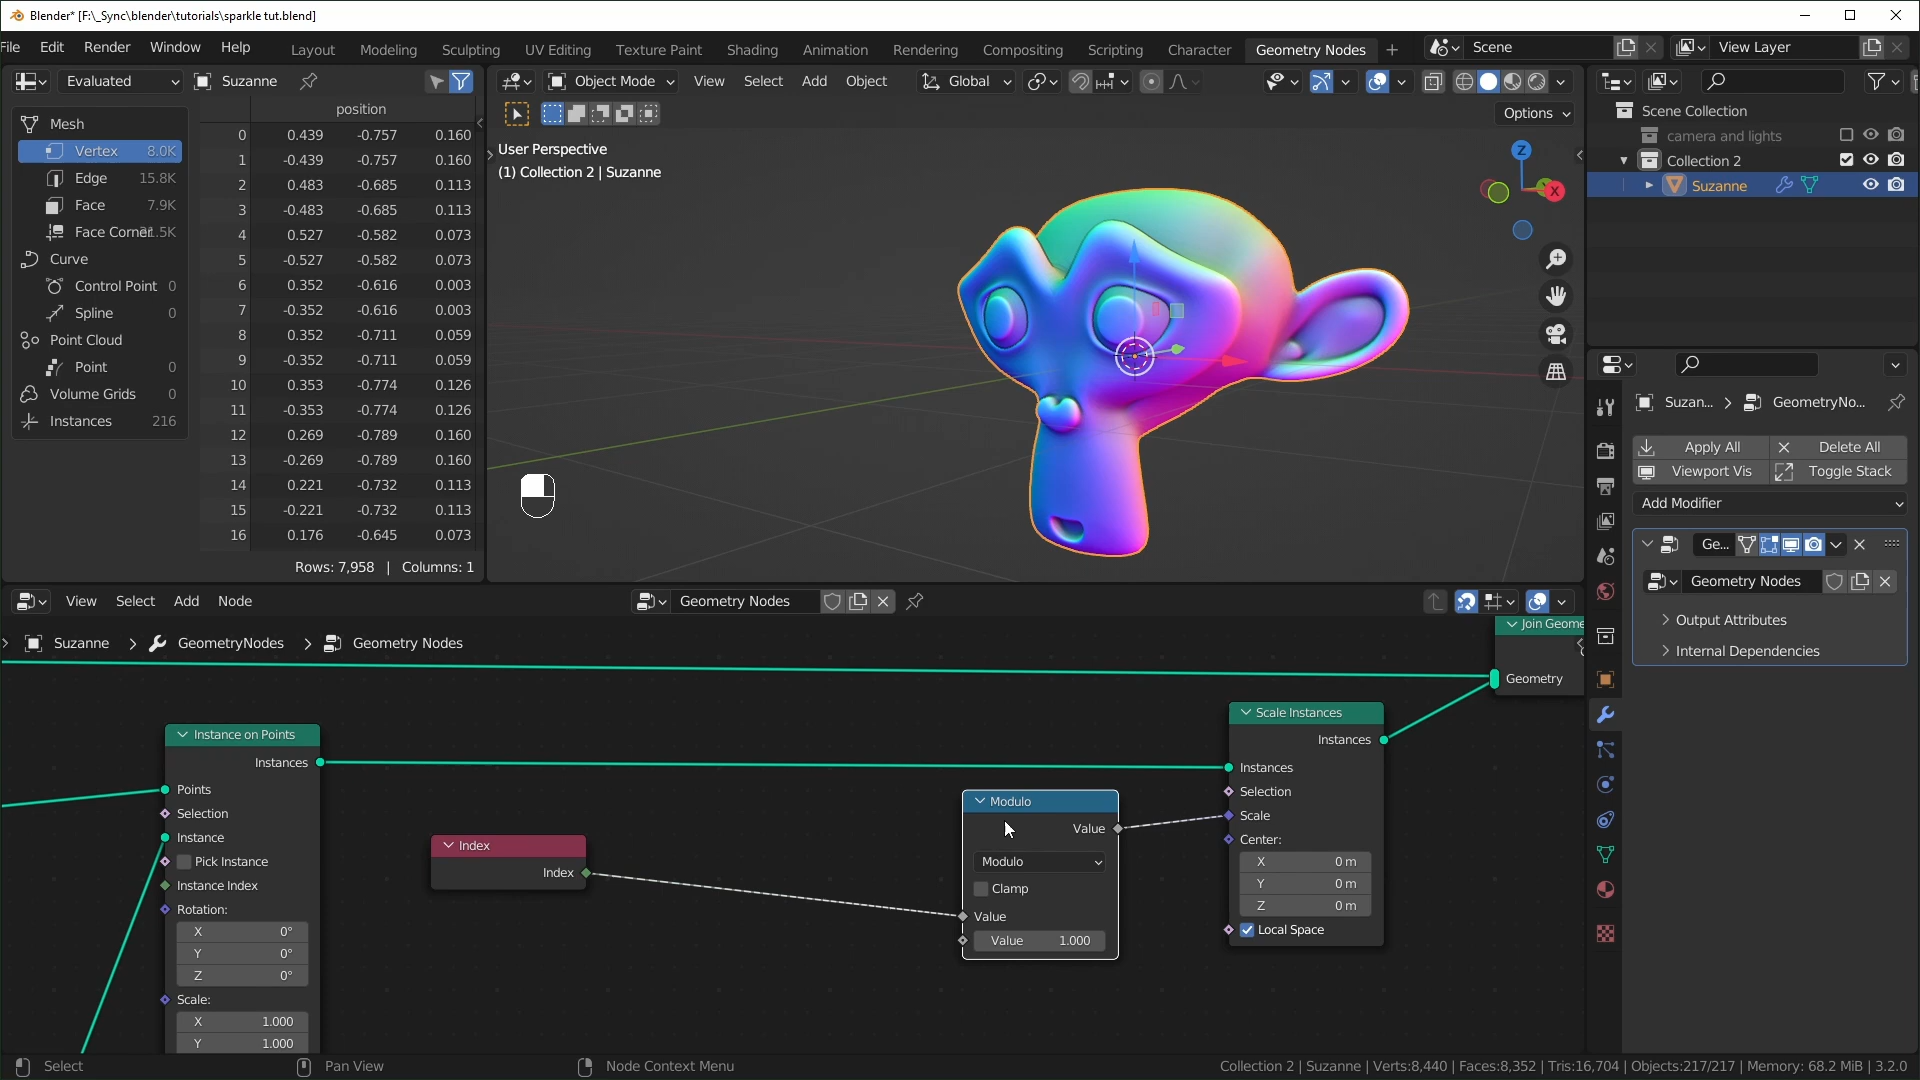 Blender* [F:\_Sync\blender\tutorials\sparkle tut.blend]
File Edit Render Window Help Layout Modeling Sculpting UV Editing Texture Paint Shading Animation Rendering Compositing Scripting Character Geometry Nodes Scene View Layer
Evaluated Suzanne
Object Mode View Select Add Object Global
Options
position
Mesh
Vertex 8.0K
Edge 15.8K
Face 7.9K
Face Corner 31.5K
Curve
Control Point 0
Spline 0
Point Cloud
Point 0
Volume Grids 0
Instances 216
0 0.439 -0.757 0.160
1 -0.439 -0.757 0.160
2 0.483 -0.685 0.113
3 -0.483 -0.685 0.113
4 0.527 -0.582 0.073
5 -0.527 -0.582 0.073
6 0.352 -0.616 0.003
7 -0.352 -0.616 0.003
8 0.352 -0.711 0.059
9 -0.352 -0.711 0.059
10 0.353 -0.774 0.126
11 -0.353 -0.774 0.126
12 0.269 -0.789 0.160
13 -0.269 -0.789 0.160
14 0.221 -0.732 0.113
15 -0.221 -0.732 0.113
16 0.176 -0.645 0.073
Rows: 7,958 | Columns: 1
User Perspective
(1) Collection 2 | Suzanne
Z
X
Scene Collection
camera and lights
Collection 2
Suzanne
Suzan... GeometryNo...
Apply All Delete All
Viewport Vis Toggle Stack
Add Modifier
Ge...
Geometry Nodes
Output Attributes
Internal Dependencies
View Select Add Node Geometry Nodes
Suzanne GeometryNodes Geometry Nodes
Join Geome
Geometry
Instance on Points
Instances
Points
Selection
Instance
Pick Instance
Instance Index
Rotation:
X 0°
Y 0°
Z 0°
Scale:
X 1.000
Y 1.000
Index
Index
Modulo
Value
Modulo
Clamp
Value
Value 1.000
Scale Instances
Instances
Instances
Selection
Scale
Center:
X 0 m
Y 0 m
Z 0 m
Local Space
Select Pan View Node Context Menu Collection 2 | Suzanne | Verts:8,440 | Faces:8,352 | Tris:16,704 | Objects:217/217 | Memory: 68.2 MiB | 3.2.0